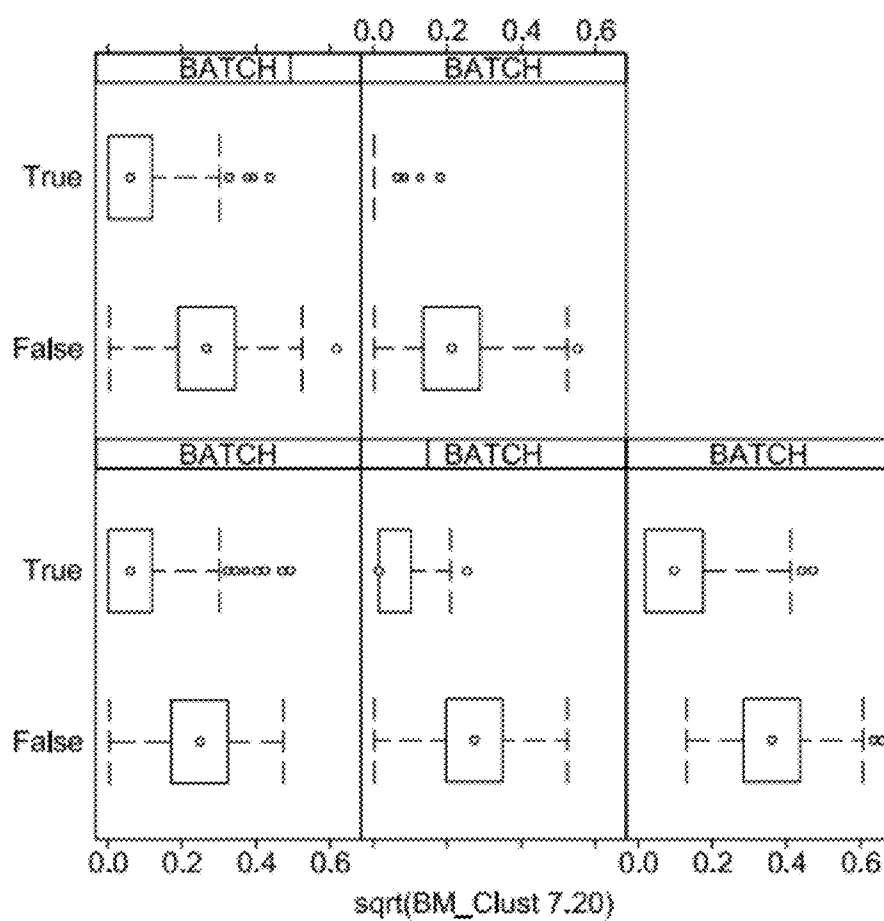 0.0 0.2 0.4 0.6
BATCH BATCH
True
False
BATCH BATCH BATCH
True
False
0.0 0.2 0.4 0.6 0.0 0.2 0.4 0.6
sqrt(BM_Clust 7.20)